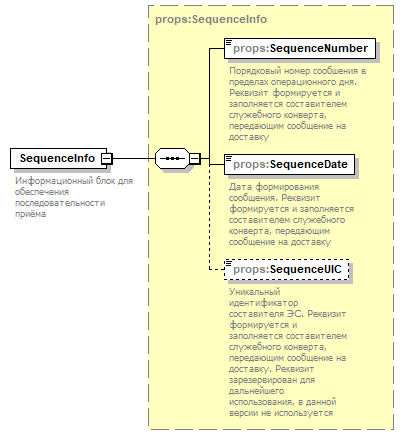 props:SequenceInfo
props:SequenceNumber
Порядковый номер сообщения в
пределах операционного дня.
Реквизит формируется и
заполняется составителем
служебного конверта,
передающим сообщение на
доставку
SequenceInfo
Информационный блок для
обеспечения
последовательности
приёма
props:SequenceDate
Дата формирования
сообщения. Реквизит
формируется и заполняется
составителем служебного
конверта, передающим
сообщение на доставку
props:SequenceUIC
Уникальный
идентификатор
составителя ЭС. Реквизит
формируется и
заполняется составителем
служебного конверта,
передающим сообщение на
доставку. Реквизит
зарезервирован для
дальнейшего
использования, в данной
версии не используется